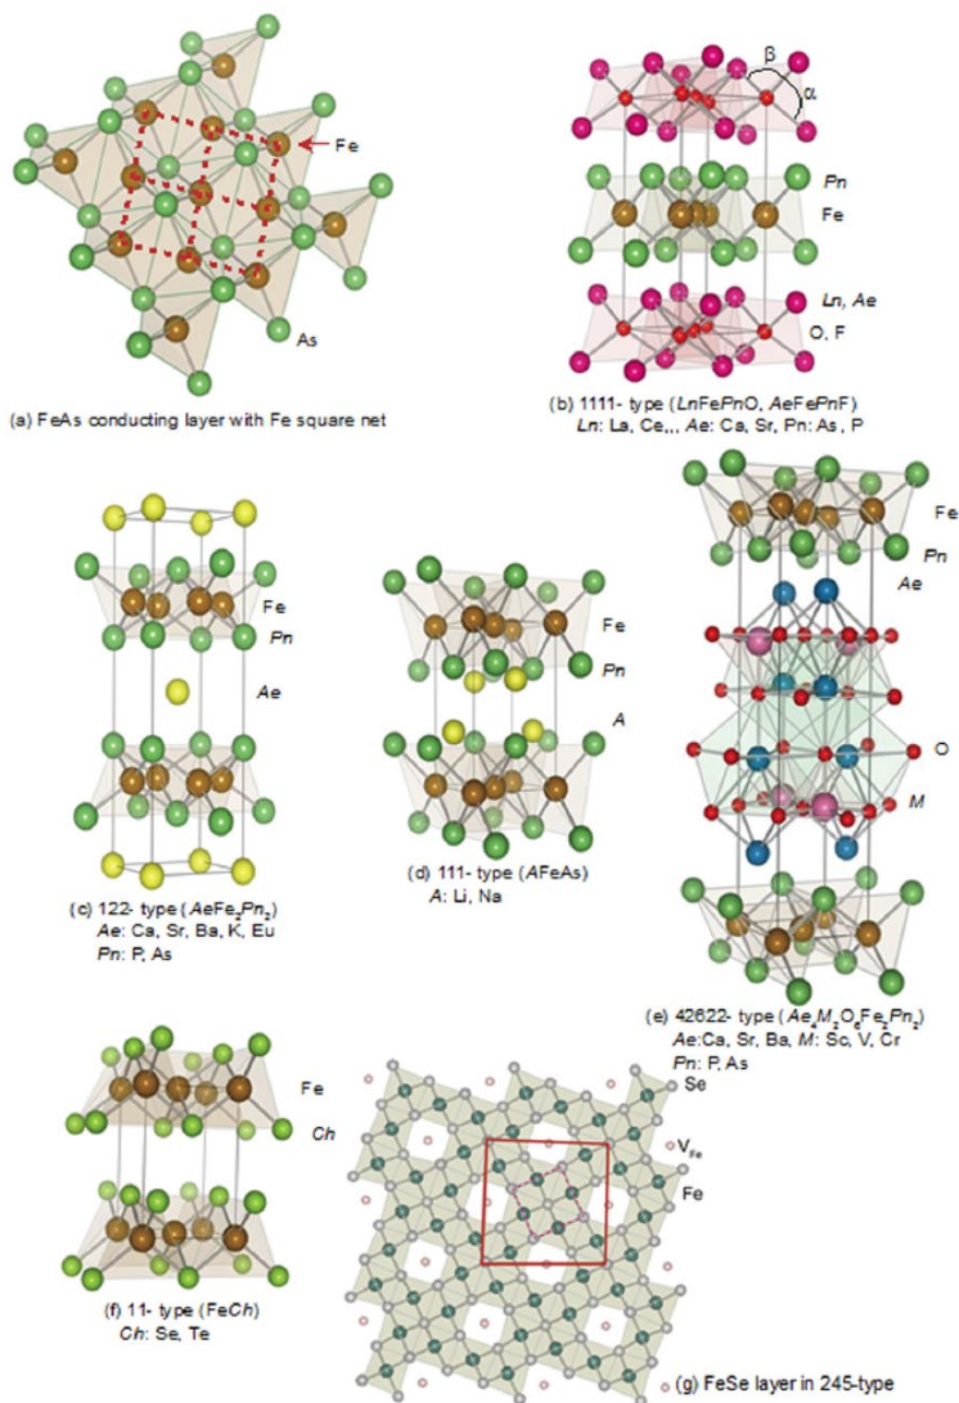 Fe
As
(a) FeAs conducting layer with Fe square net
β
α
Pn
Fe
Ln, Ae
O, F
(b) 1111- type (LnFePnO, AeFePnF)
Ln: La, Ce,,, Ae: Ca, Sr, Pn: As , P
Fe
Pn
Ae
(c) 122- type (AeFe₂Pn₂)
Ae: Ca, Sr, Ba, K, Eu
Pn: P, As
Fe
Pn
A
(d) 111- type (AFeAs)
A: Li, Na
Fe
Pn
Ae
O
M
(e) 42622- type (Ae₄M₂O₆Fe₂Pn₂)
Ae:Ca, Sr, Ba, M: Sc, V, Cr
Pn: P, As
Fe
Ch
(f) 11- type (FeCh)
Ch: Se, Te
Se
V_Fe
Fe
(g) FeSe layer in 245-type